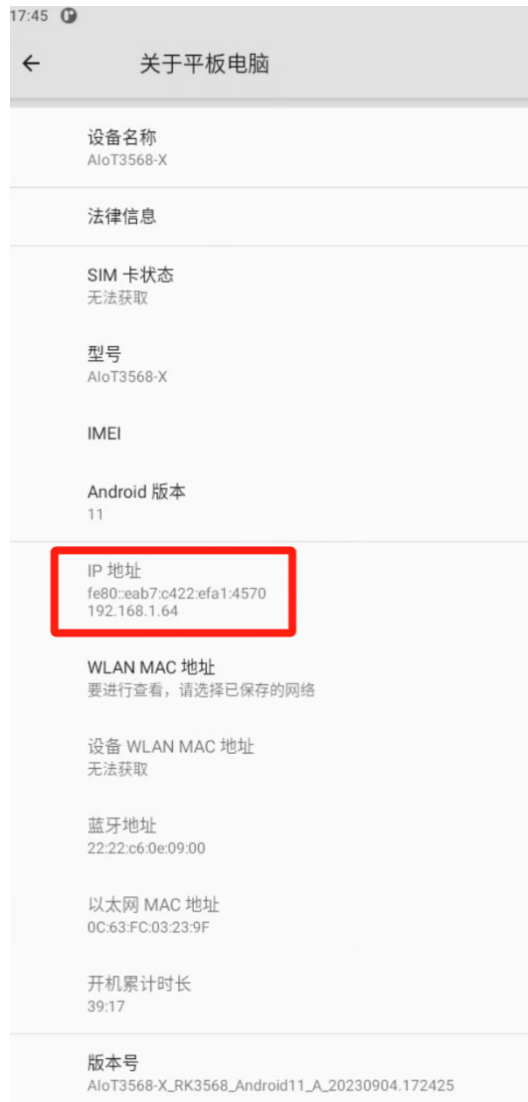 17:45
关于平板电脑
设备名称
AIoT3568-X
法律信息
SIM 卡状态
无法获取
型号
AIoT3568-X
IMEI
Android 版本
11
IP 地址
fe80::eab7:c422:efa1:4570
192.168.1.64
WLAN MAC 地址
要进行查看，请选择已保存的网络
设备 WLAN MAC 地址
无法获取
蓝牙地址
22:22:c6:0e:09:00
以太网 MAC 地址
0C:63:FC:03:23:9F
开机累计时长
39:17
版本号
AIoT3568-X_RK3568_Android11_A_20230904.172425